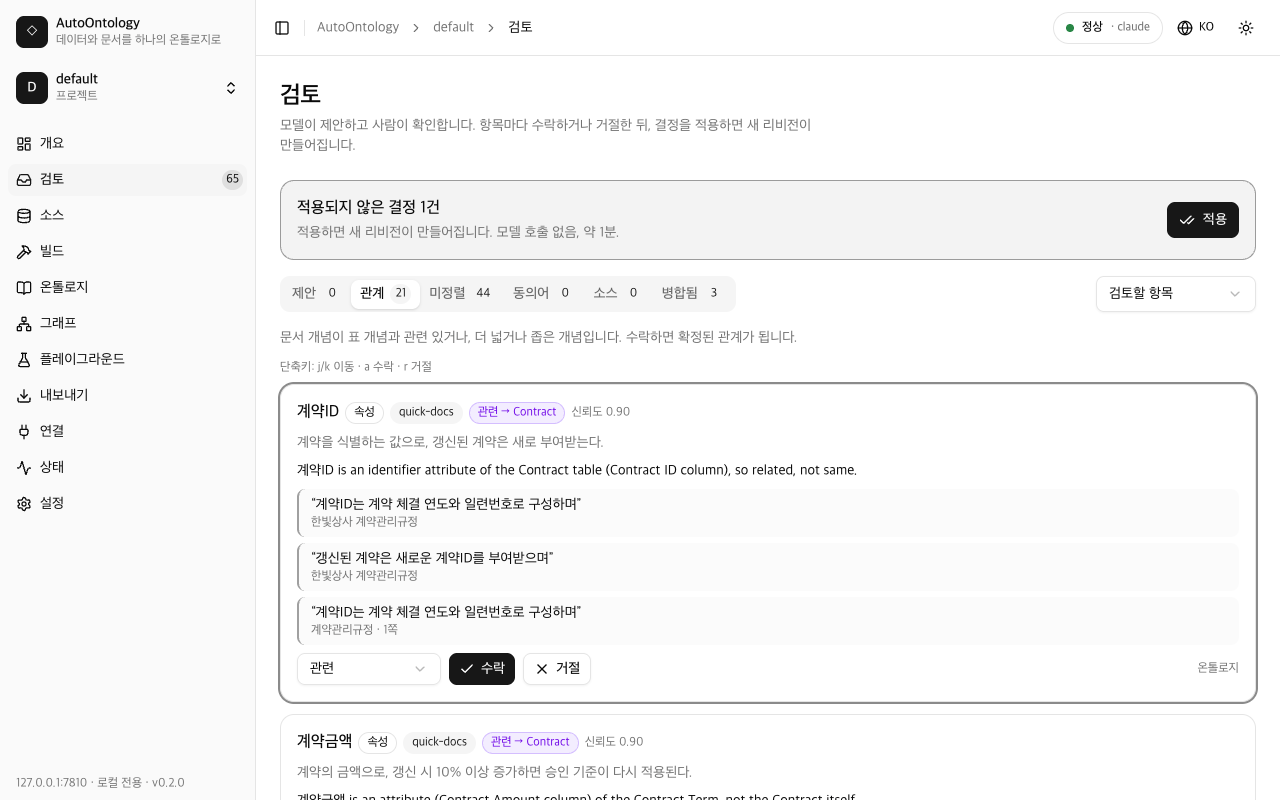 AutoOntology
데이터와 문서를 하나의 온톨로지로
D
default
프로젝트
개요
검토
65
소스
빌드
온톨로지
그래프
플레이그라운드
내보내기
연결
상태
설정
127.0.0.1:7810 · 로컬 전용 · v0.2.0
AutoOntology > default > 검토
정상 · claude
KO
검토
모델이 제안하고 사람이 확인합니다. 항목마다 수락하거나 거절한 뒤, 결정을 적용하면 새 리비전이
만들어집니다.
적용되지 않은 결정 1건
적용하면 새 리비전이 만들어집니다. 모델 호출 없음, 약 1분.
적용
제안 0 관계 21 미정렬 44 동의어 0 소스 0 병합됨 3
검토할 항목
문서 개념이 표 개념과 관련 있거나, 더 넓거나 좁은 개념입니다. 수락하면 확정된 관계가 됩니다.
단축키: j/k 이동 · a 수락 · r 거절
계약ID 속성 quick-docs 관련 → Contract 신뢰도 0.90
계약을 식별하는 값으로, 갱신된 계약은 새로 부여받는다.
계약ID is an identifier attribute of the Contract table (Contract ID column), so related, not same.
"계약ID는 계약 체결 연도와 일련번호로 구성하며"
한빛상사 계약관리규정
"갱신된 계약은 새로운 계약ID를 부여받으며"
한빛상사 계약관리규정
"계약ID는 계약 체결 연도와 일련번호로 구성하며"
계약관리규정 · 1쪽
관련 수락 거절 온톨로지
계약금액 속성 quick-docs 관련 → Contract 신뢰도 0.90
계약의 금액으로, 갱신 시 10% 이상 증가하면 승인 기준이 다시 적용된다.
계약금액 is an attribute (Contract Amount column) of the Contract Term, not the Contract itself.